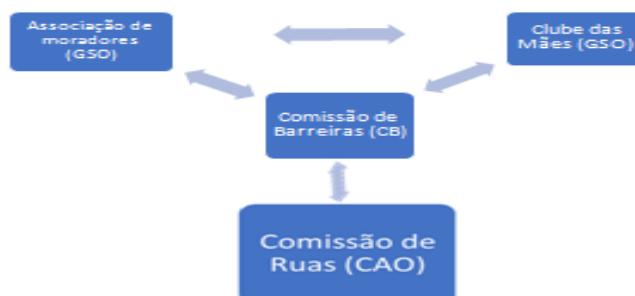 Associação de
moradores
(GSO)
Clube das
Mães (GSO)
Comissão de
Barreiras (CB)
Comissão de
Ruas (CAO)